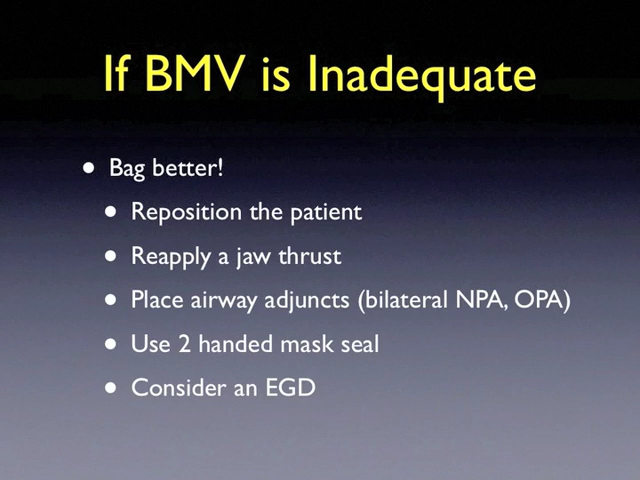 If BMV is Inadequate
• Bag better!
• Reposition the patient
• Reapply a jaw thrust
• Place airway adjuncts (bilateral NPA, OPA)
• Use 2 handed mask seal
• Consider an EGD